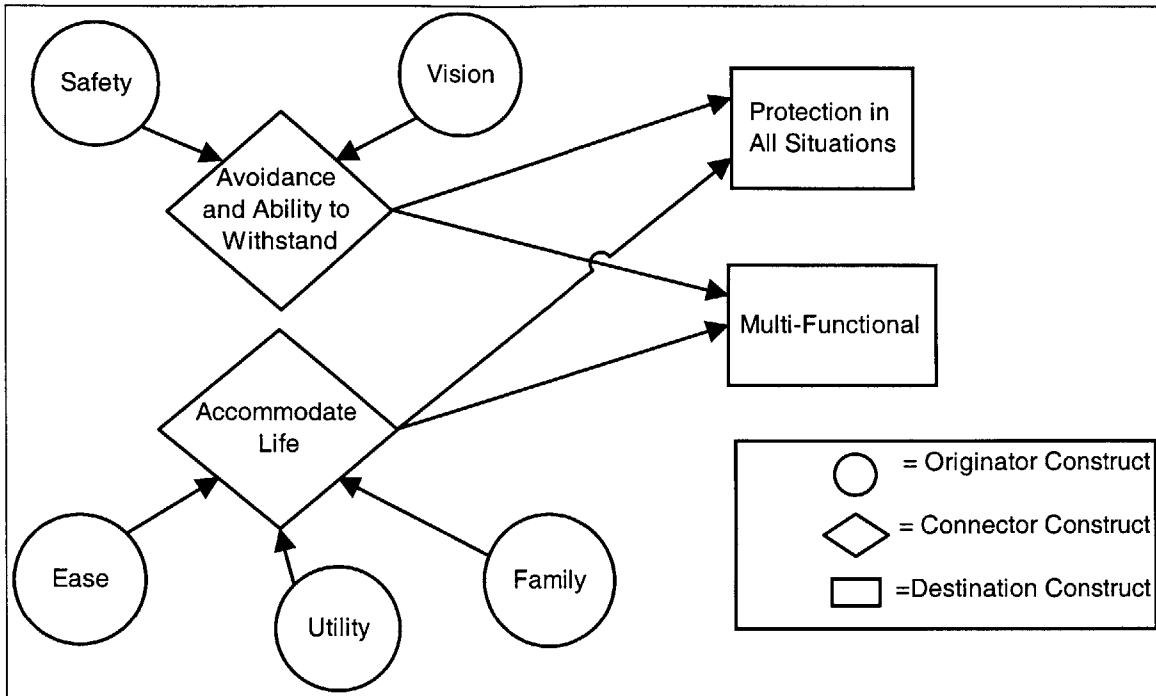 Safety
Vision
Avoidance
and Ability to
Withstand
Protection in
All Situations
Multi-Functional
Accommodate
Life
Ease
Utility
Family
= Originator Construct
= Connector Construct
=Destination Construct